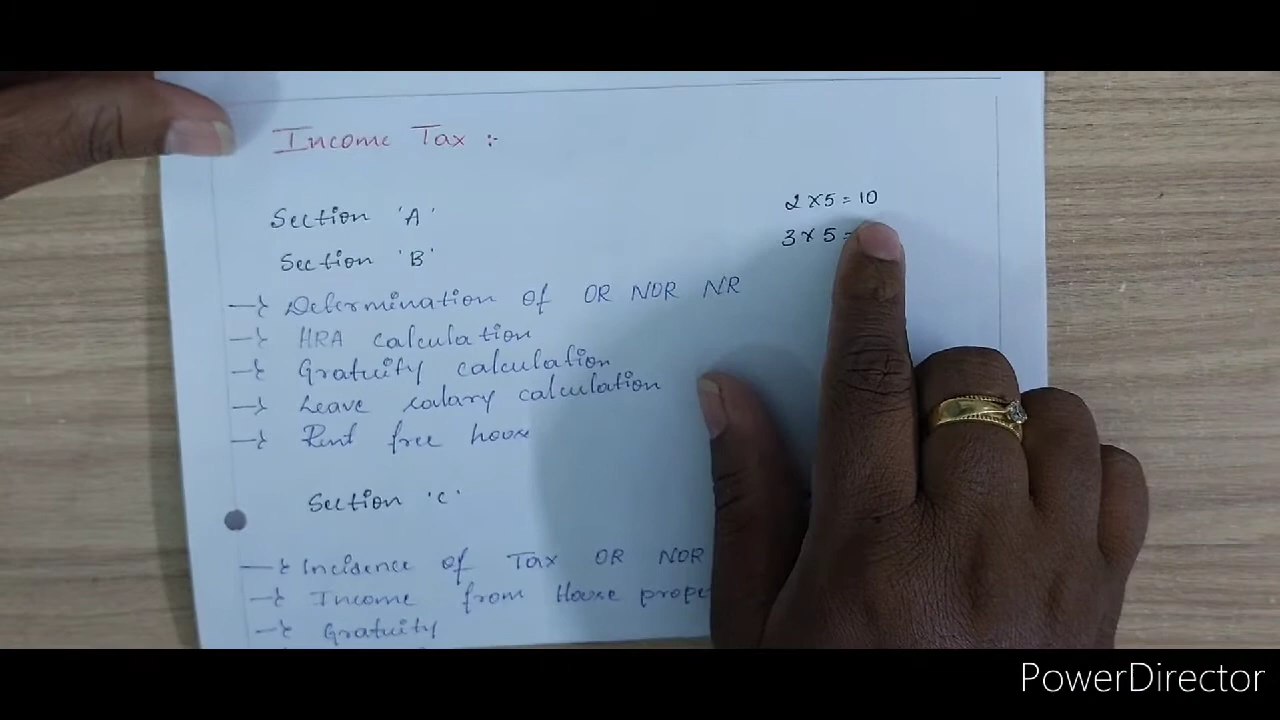 Income Tax :-
Section 'A'
2 x 5 = 10
Section 'B'
3 x 5 =
Determination of OR NOR NR
HRA calculation
Gratuity calculation
Leave salary calculation
Rent free house
Section 'C'
Incidence of Tax OR NOR
Income from House prope
Gratuity
PowerDirector